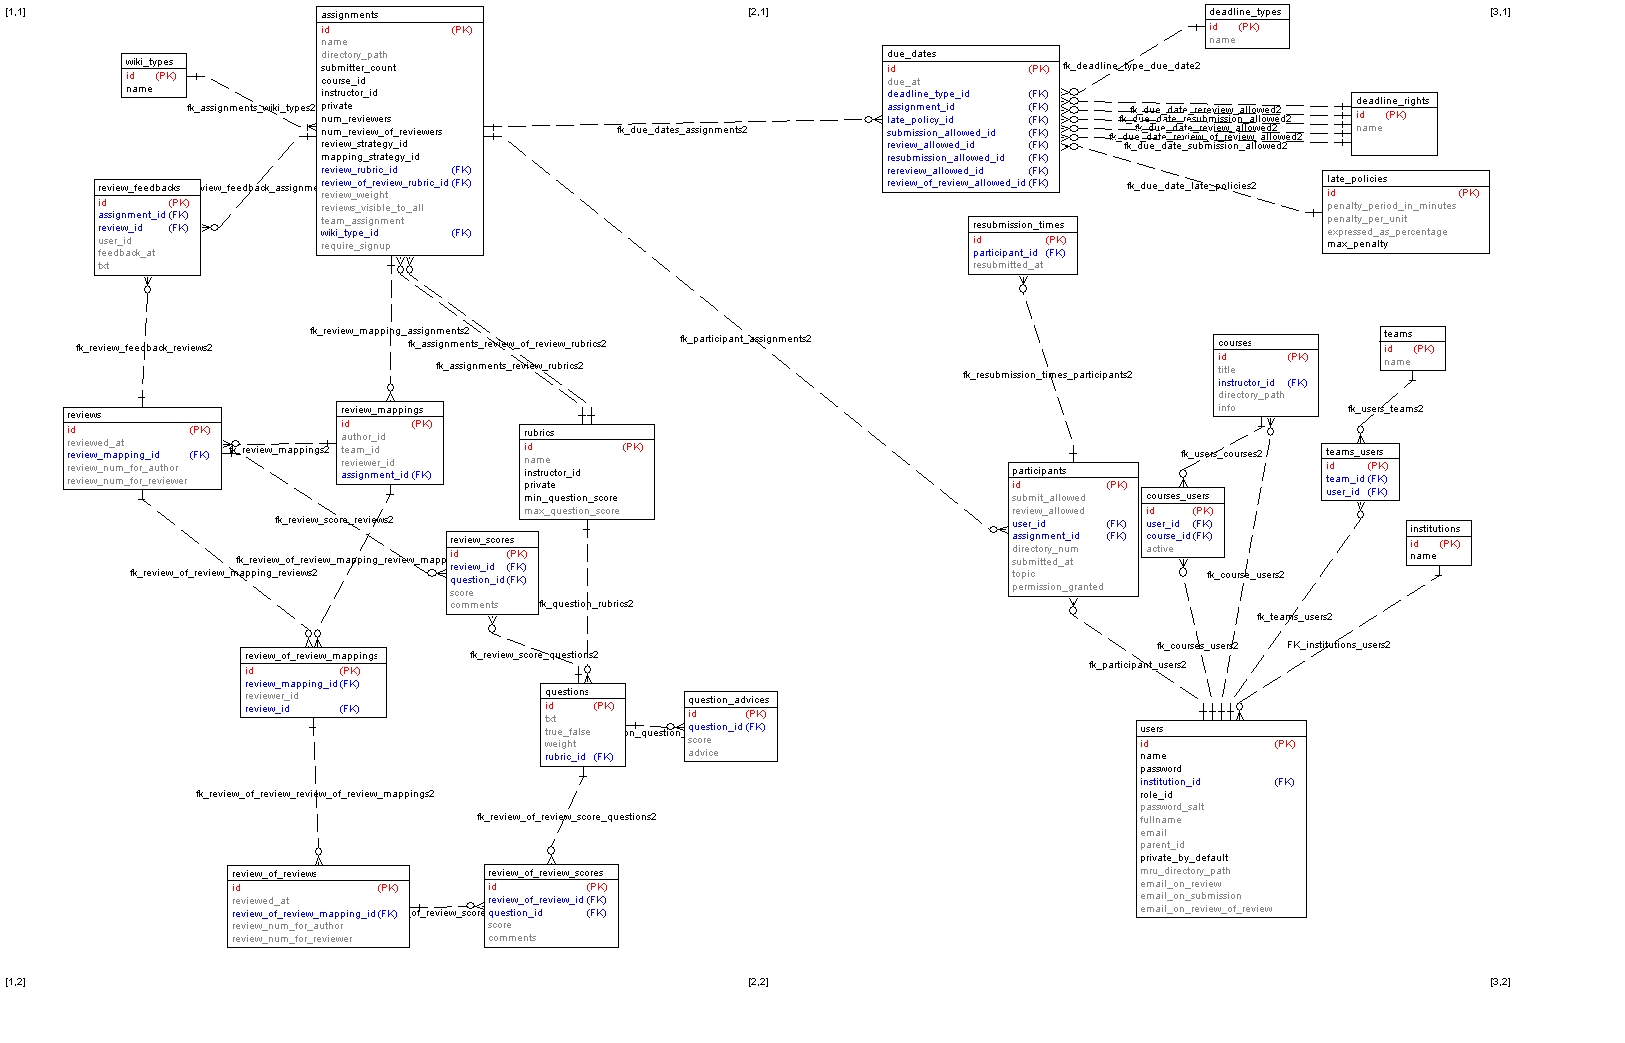 [1,1]
[2,1]
[3,1]
assignments
id (PK)
name
directory_path
submitter_count
course_id
instructor_id
private
num_reviewers
num_review_of_reviewers
review_strategy_id
mapping_strategy_id
review_rubric_id (FK)
review_of_review_rubric_id (FK)
review_weight
reviews_visible_to_all
team_assignment
wiki_type_id (FK)
require_signup
wiki_types
id (PK)
name
fk_assignments_wiki_types2
review_feedbacks
id (PK)
assignment_id (FK)
review_id (FK)
user_id
feedback_at
txt
view_feedback_assignme
fk_review_feedback_reviews2
fk_review_mapping_assignments2
fk_assignments_review_of_review_rubrics2
fk_assignments_review_rubrics2
fk_due_dates_assignments2
fk_participant_assignments2
due_dates
id (PK)
due_at
deadline_type_id (FK)
assignment_id (FK)
late_policy_id (FK)
submission_allowed_id (FK)
review_allowed_id (FK)
resubmission_allowed_id (FK)
rereview_allowed_id (FK)
review_of_review_allowed_id (FK)
deadline_types
id (PK)
name
fk_deadline_type_due_date2
deadline_rights
id (PK)
name
fk_due_date_rereview_allowed2
fk_due_date_resubmission_allowed2
fk_due_date_review_allowed2
fk_due_date_review_of_review_allowed2
fk_due_date_submission_allowed2
fk_due_date_late_policies2
late_policies
id (PK)
penalty_period_in_minutes
penalty_per_unit
expressed_as_percentage
max_penalty
resubmission_times
id (PK)
participant_id (FK)
resubmitted_at
fk_resubmission_times_participants2
reviews
id (PK)
reviewed_at
review_mapping_id (FK)
review_num_for_author
review_num_for_reviewer
review_mappings2
review_mappings
id (PK)
author_id
team_id
reviewer_id
assignment_id (FK)
rubrics
id (PK)
name
instructor_id
private
min_question_score
max_question_score
courses
id (PK)
title
instructor_id (FK)
directory_path
info
teams
id (PK)
name
fk_users_teams2
fk_users_courses2
teams_users
id (PK)
team_id (FK)
user_id (FK)
participants
id (PK)
submit_allowed
review_allowed
user_id (FK)
assignment_id (FK)
directory_num
submitted_at
topic
permission_granted
courses_users
id (PK)
user_id (FK)
course_id (FK)
active
institutions
id (PK)
name
fk_review_score_reviews2
review_scores
id (PK)
review_id (FK)
question_id (FK)
score
comments
fk_review_of_review_mapping_review_mapp
fk_review_of_review_mapping_reviews2
fk_question_rubrics2
fk_review_score_questions2
fk_course_users2
fk_teams_users2
fk_courses_users2
FK_institutions_users2
fk_participant_users2
review_of_review_mappings
id (PK)
review_mapping_id (FK)
reviewer_id
review_id (FK)
questions
id (PK)
txt
true_false
weight
rubric_id (FK)
on_question_
question_advices
id (PK)
question_id (FK)
score
advice
users
id (PK)
name
password
institution_id (FK)
role_id
password_salt
fullname
email
parent_id
private_by_default
mru_directory_path
email_on_review
email_on_submission
email_on_review_of_review
fk_review_of_review_review_of_review_mappings2
fk_review_of_review_score_questions2
review_of_reviews
id (PK)
reviewed_at
review_of_review_mapping_id (FK)
review_num_for_author
review_num_for_reviewer
of_review_score
review_of_review_scores
id (PK)
review_of_review_id (FK)
question_id (FK)
score
comments
[1,2]
[2,2]
[3,2]